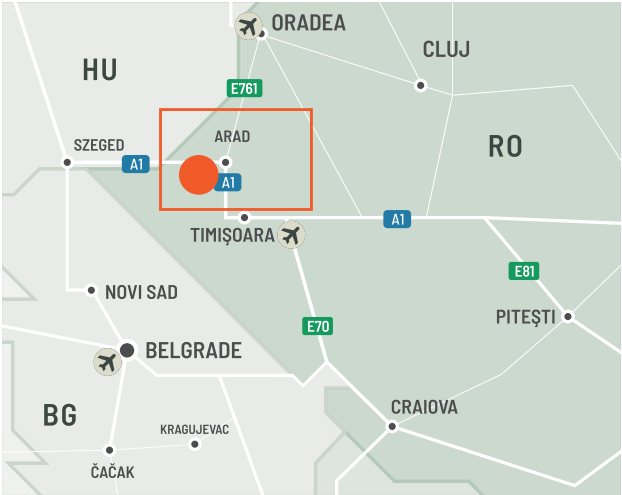 ORADEA
CLUJ
HU
E761
SZEGED
ARAD
RO
A1
A1
A1
TIMIŞOARA
E81
NOVI SAD
PITEŞTI
E70
BELGRADE
BG
CRAIOVA
KRAGUJEVAC
ČAČAK